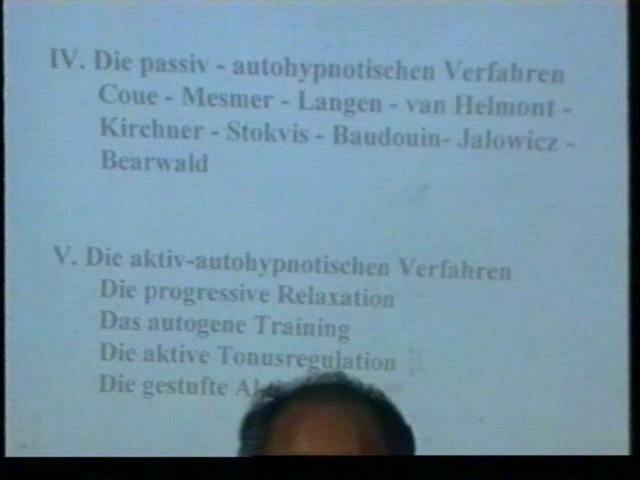 IV. Die passiv - autohypnotischen Verfahren
Coue - Mesmer - Langen - van Helmont -
Kirchner - Stokvis - Baudouin- Jalowicz -
Bearwald
V. Die aktiv-autohypnotischen Verfahren
Die progressive Relaxation
Das autogene Training
Die aktive Tonusregulation
Die gestufte